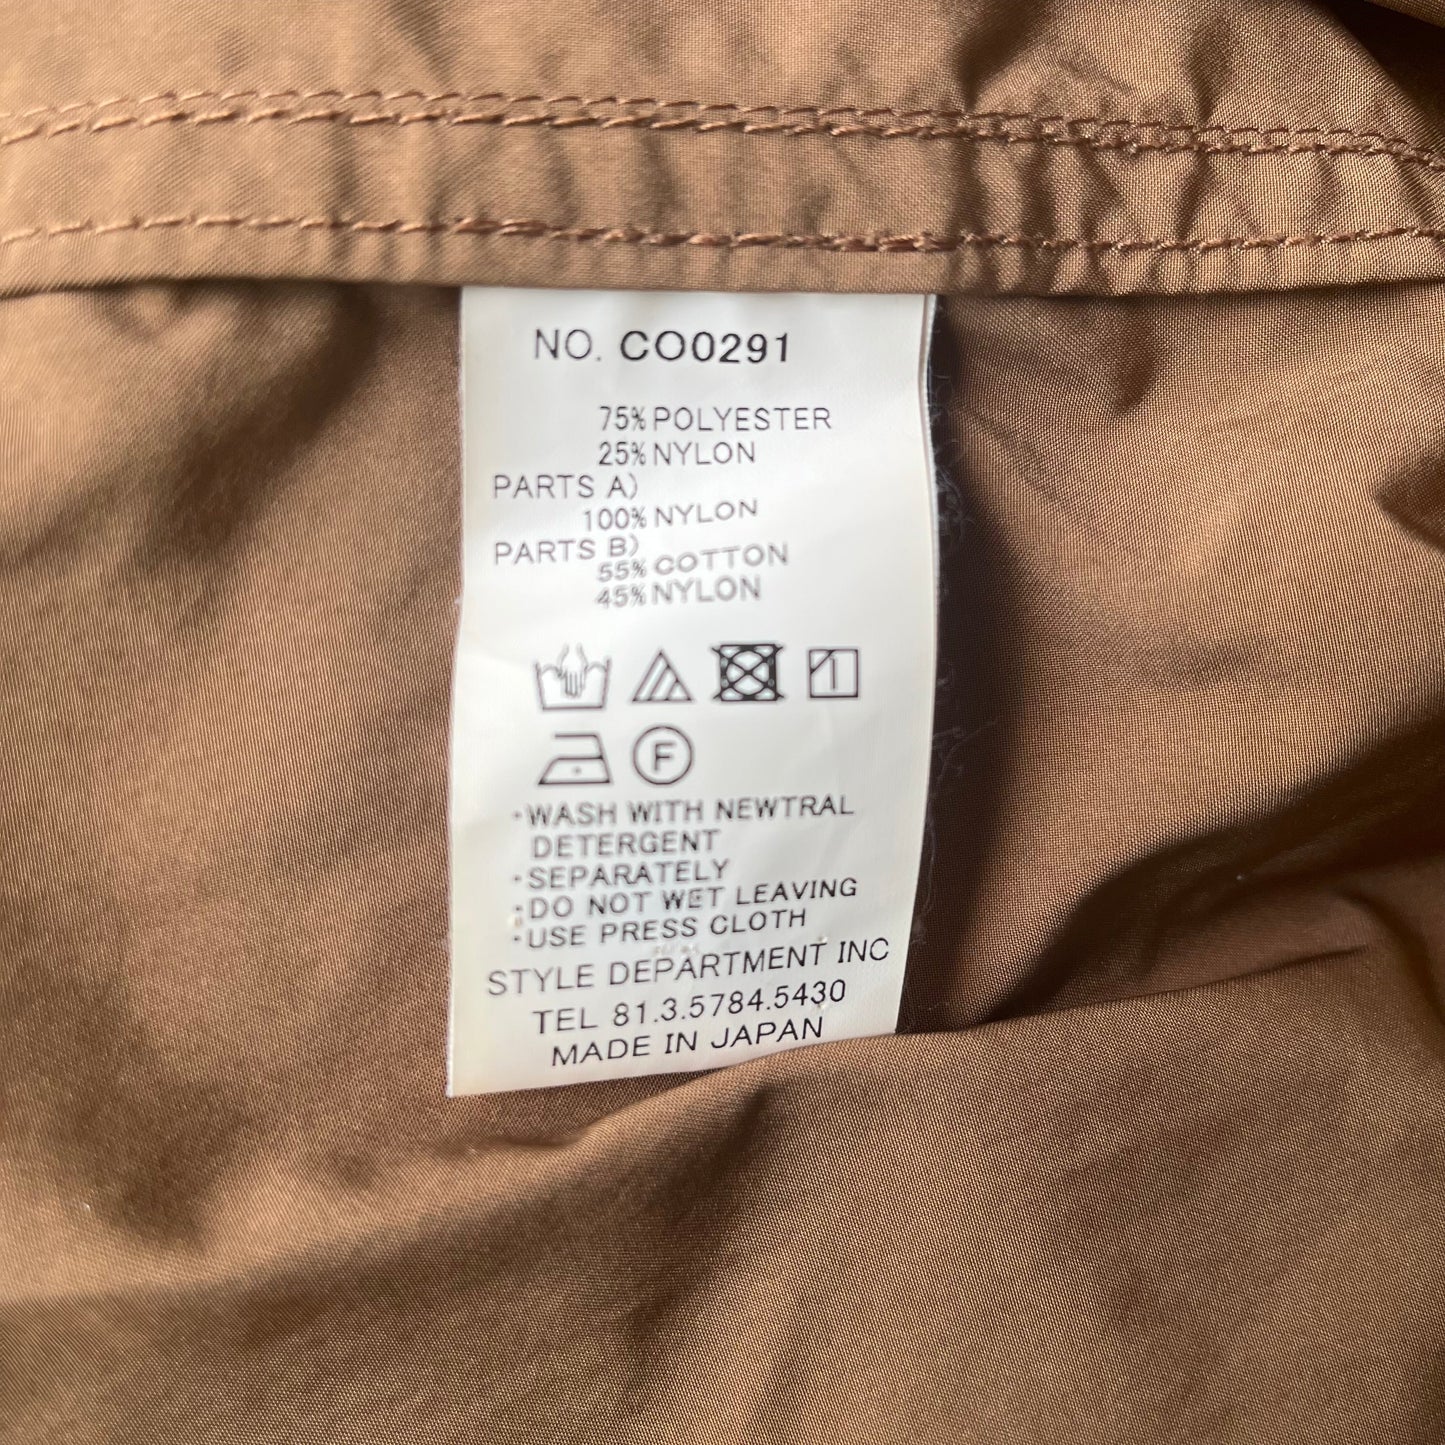 NO. CO0291
75% POLYESTER
25% NYLON
PARTS A)
100% NYLON
PARTS B)
55% COTTON
45% NYLON
1
F
・WASH WITH NEWTRAL
DETERGENT
・SEPARATELY
・DO NOT WET LEAVING
・USE PRESS CLOTH
STYLE DEPARTMENT INC
TEL 81.3.5784.5430
MADE IN JAPAN